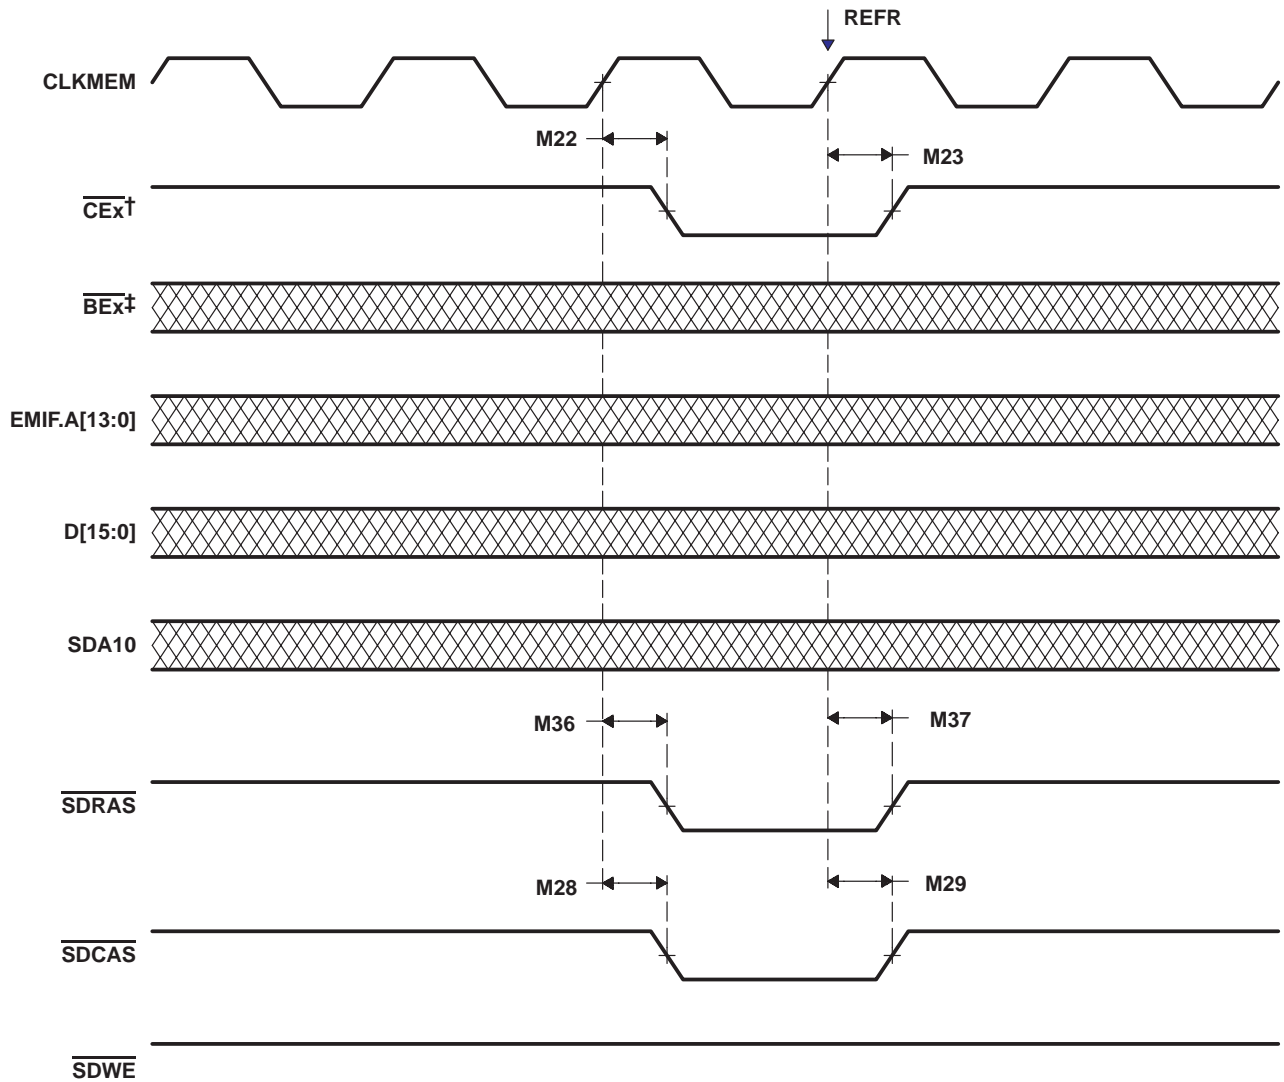 REFR
CLKMEM
M22
M23
CEx†
BEx‡
EMIF.A[13:0]
D[15:0]
SDA10
M36
M37
SDRAS
M28
M29
SDCAS
SDWE